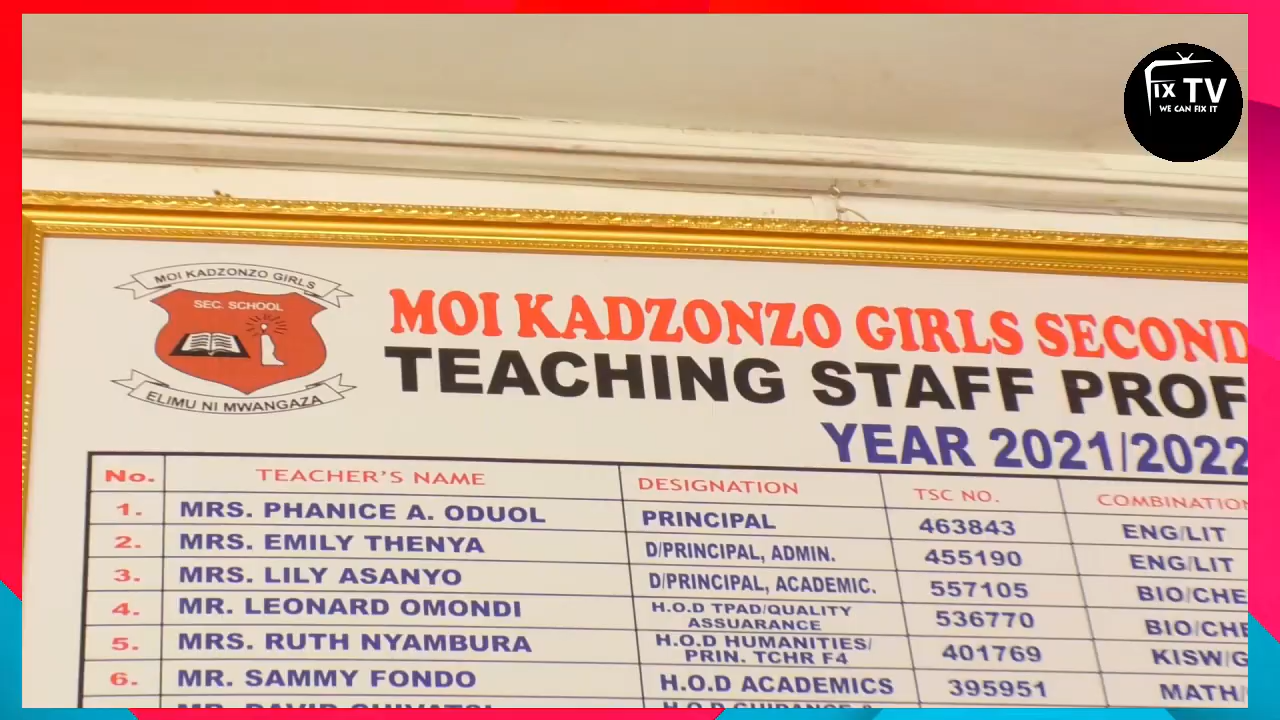 FIX TV
WE CAN FIX IT
MOI KADZONZO GIRLS
SEC. SCHOOL
ELIMU NI MWANGAZA
MOI KADZONZO GIRLS SECOND
TEACHING STAFF PROF
YEAR 2021/2022
No. TEACHER'S NAME DESIGNATION TSC NO. COMBINATION
1. MRS. PHANICE A. ODUOL PRINCIPAL 463843 ENG/LIT
2. MRS. EMILY THENYA D/PRINCIPAL, ADMIN. 455190 ENG/LIT
3. MRS. LILY ASANYO D/PRINCIPAL, ACADEMIC. 557105 BIO/CHE
4. MR. LEONARD OMONDI H.O.D TPAD/QUALITY ASSUARANCE 536770 BIO/CHE
5. MRS. RUTH NYAMBURA H.O.D HUMANITIES/ PRIN. TCHR F4 401769 KISW/G
6. MR. SAMMY FONDO H.O.D ACADEMICS 395951 MATH/